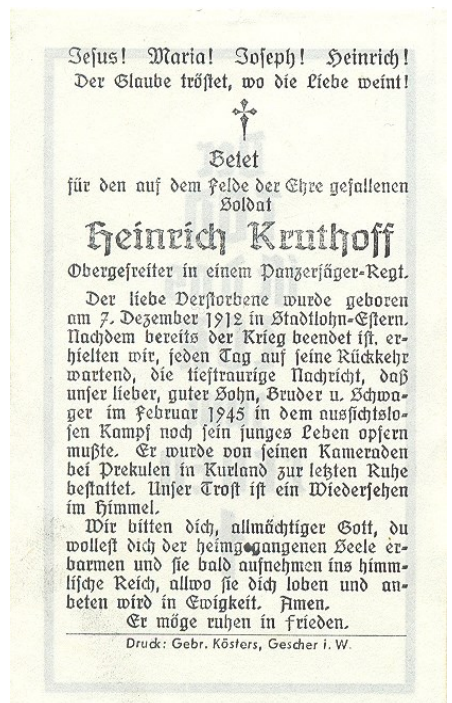 Jesus! Maria! Joseph! Heinrich!
Der Glaube tröstet, wo die Liebe weint!
Betet
für den auf dem Felde der Ehre gefallenen
Soldat
Heinrich Kruthoff
Obergefreiter in einem Panzerjäger-Regt.
Der liebe Verstorbene wurde geboren
am 7. Dezember 1912 in Stadtlohn-Estern.
Nachdem bereits der Krieg beendet ist, er-
hielten wir, jeden Tag auf seine Rückkehr
wartend, die tieftraurige Nachricht, daß
unser lieber, guter Sohn, Bruder u. Schwa-
ger im Februar 1945 in dem aussichtslo-
sen Kampf noch sein junges Leben opfern
mußte. Er wurde von seinen Kameraden
bei Prekulen in Kurland zur letzten Ruhe
bestattet. Unser Trost ist ein Wiedersehen
im Himmel.
Wir bitten dich, allmächtiger Gott, du
wollest dich der heimgegangenen Seele er-
barmen und sie bald aufnehmen ins himm-
lische Reich, allwo sie dich loben und an-
beten wird in Ewigkeit. Amen.
Er möge ruhen in Frieden.
Druck: Gebr. Kösters, Gescher i. W.